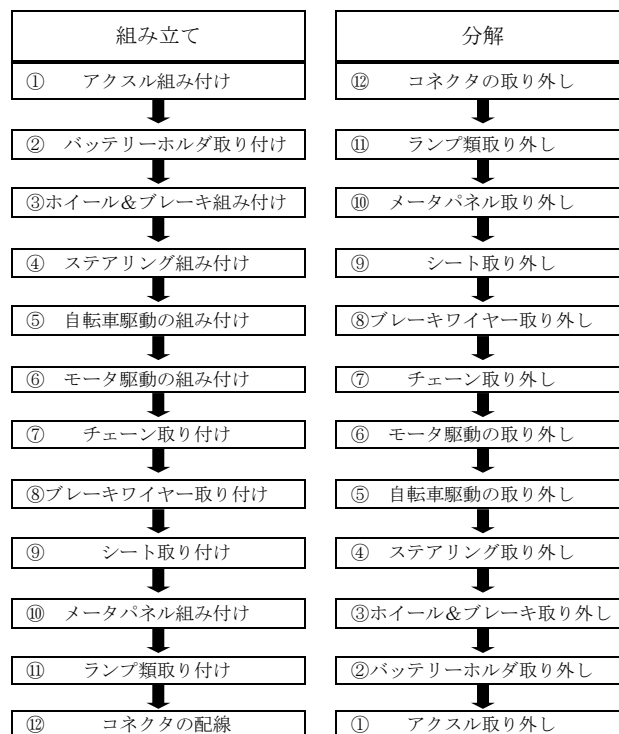 組み立て
① アクスル組み付け
② バッテリーホルダ取り付け
③ホイール＆ブレーキ組み付け
④ ステアリング組み付け
⑤ 自転車駆動の組み付け
⑥ モータ駆動の組み付け
⑦ チェーン取り付け
⑧ブレーキワイヤー取り付け
⑨ シート取り付け
⑩ メータパネル組み付け
⑪ ランプ類取り付け
⑫ コネクタの配線
分解
⑫ コネクタの取り外し
⑪ ランプ類取り外し
⑩ メータパネル取り外し
⑨ シート取り外し
⑧ブレーキワイヤー取り外し
⑦ チェーン取り外し
⑥ モータ駆動の取り外し
⑤ 自転車駆動の取り外し
④ ステアリング取り外し
③ホイール＆ブレーキ取り外し
②バッテリーホルダ取り外し
① アクスル取り外し